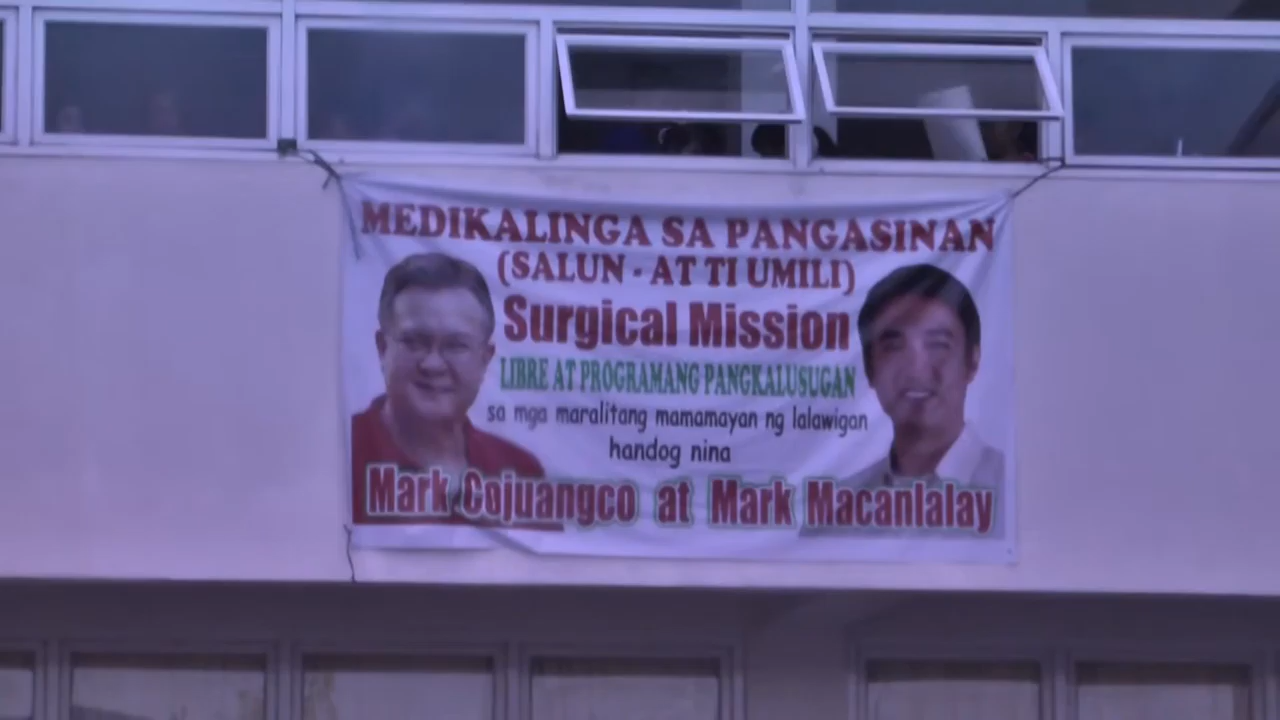 MEDIKALINGA SA PANGASINAN
(SALUN - AT TI UMILI)
Surgical Mission
LIBRE AT PROGRAMANG PANGKALUSUGAN
sa mga maralitang mamamayan ng lalawigan
handog nina
Mark Cojuangco at Mark Macanlalay